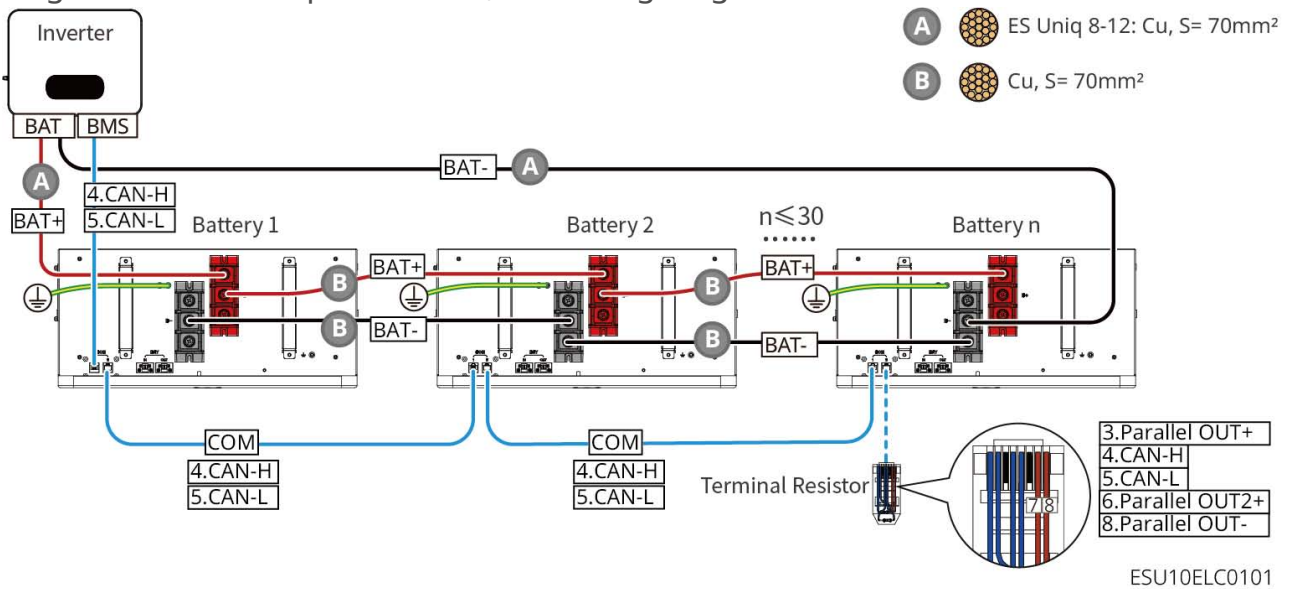 Inverter
BAT
BMS
A
ES Uniq 8-12: Cu, S= 70mm²
B
Cu, S= 70mm²
A
BAT+
4.CAN-H
5.CAN-L
BAT-
A
Battery 1
Battery 2
n≤30
......
Battery n
B
BAT+
B
BAT+
B
BAT-
B
BAT-
COM
4.CAN-H
5.CAN-L
COM
4.CAN-H
5.CAN-L
Terminal Resistor
7 8
3.Parallel OUT+
4.CAN-H
5.CAN-L
6.Parallel OUT2+
8.Parallel OUT-
ESU10ELC0101